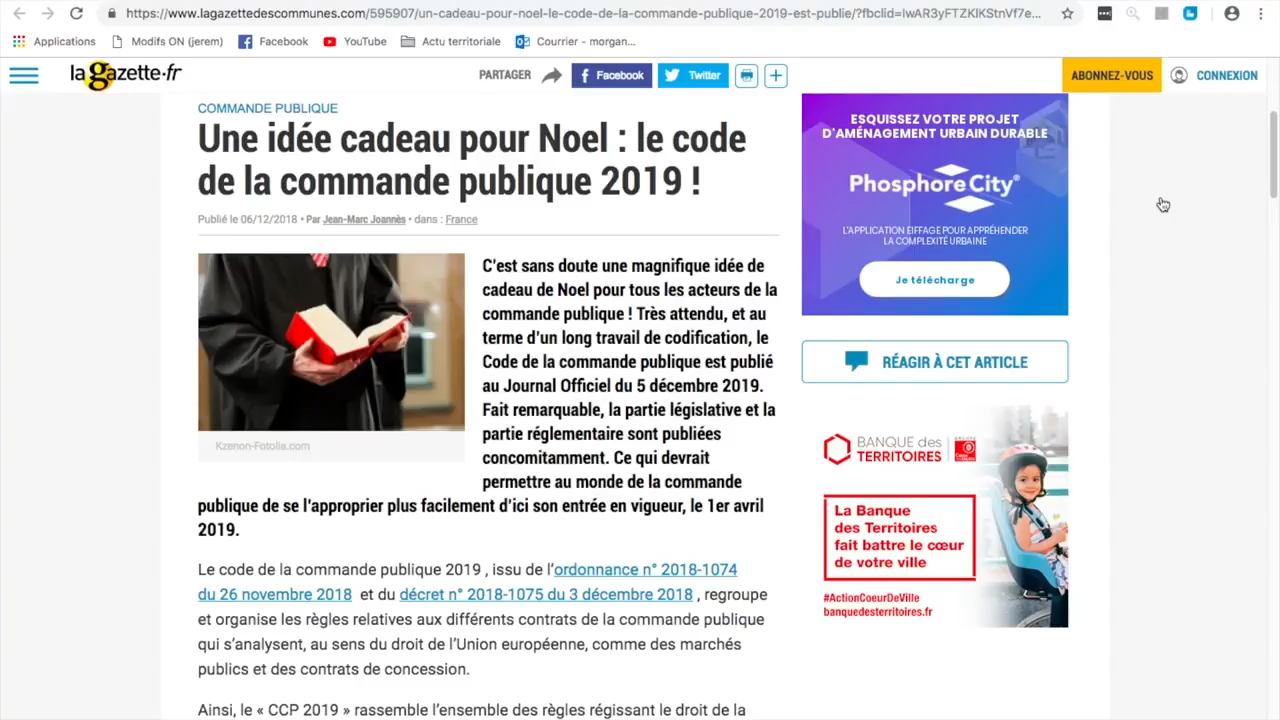 https://www.lagazettedescommunes.com/595907/un-cadeau-pour-noel-le-code-de-la-commande-publique-2019-est-publie/?fbclid=IwAR3yFTZKlKStnVf7e...
Applications
Modifs ON (jerem)
Facebook
YouTube
Actu territoriale
Courrier - morgan...
la gazette.fr
PARTAGER
Facebook
Twitter
ABONNEZ-VOUS
CONNEXION
COMMANDE PUBLIQUE
Une idée cadeau pour Noel : le code
de la commande publique 2019 !
Publié le 06/12/2018 • Par Jean-Marc Joannès • dans : France
Kzenon-Fotolia.com
C'est sans doute une magnifique idée de
cadeau de Noel pour tous les acteurs de la
commande publique ! Très attendu, et au
terme d'un long travail de codification, le
Code de la commande publique est publié
au Journal Officiel du 5 décembre 2019.
Fait remarquable, la partie législative et la
partie réglementaire sont publiées
concomitamment. Ce qui devrait
permettre au monde de la commande
publique de se l'approprier plus facilement d'ici son entrée en vigueur, le 1er avril
2019.
Le code de la commande publique 2019 , issu de l'ordonnance n° 2018-1074
du 26 novembre 2018 et du décret n° 2018-1075 du 3 décembre 2018 , regroupe
et organise les règles relatives aux différents contrats de la commande publique
qui s'analysent, au sens du droit de l'Union européenne, comme des marchés
publics et des contrats de concession.
Ainsi, le « CCP 2019 » rassemble l'ensemble des règles régissant le droit de la
ESQUISSEZ VOTRE PROJET
D'AMÉNAGEMENT URBAIN DURABLE
Phosphore City®
L'APPLICATION EIFFAGE POUR APPRÉHENDER
LA COMPLEXITÉ URBAINE
Je télécharge
RÉAGIR À CET ARTICLE
BANQUE des
TERRITOIRES
La Banque
des Territoires
fait battre le cœur
de votre ville
#ActionCoeurDeVille
banquedesterritoires.fr